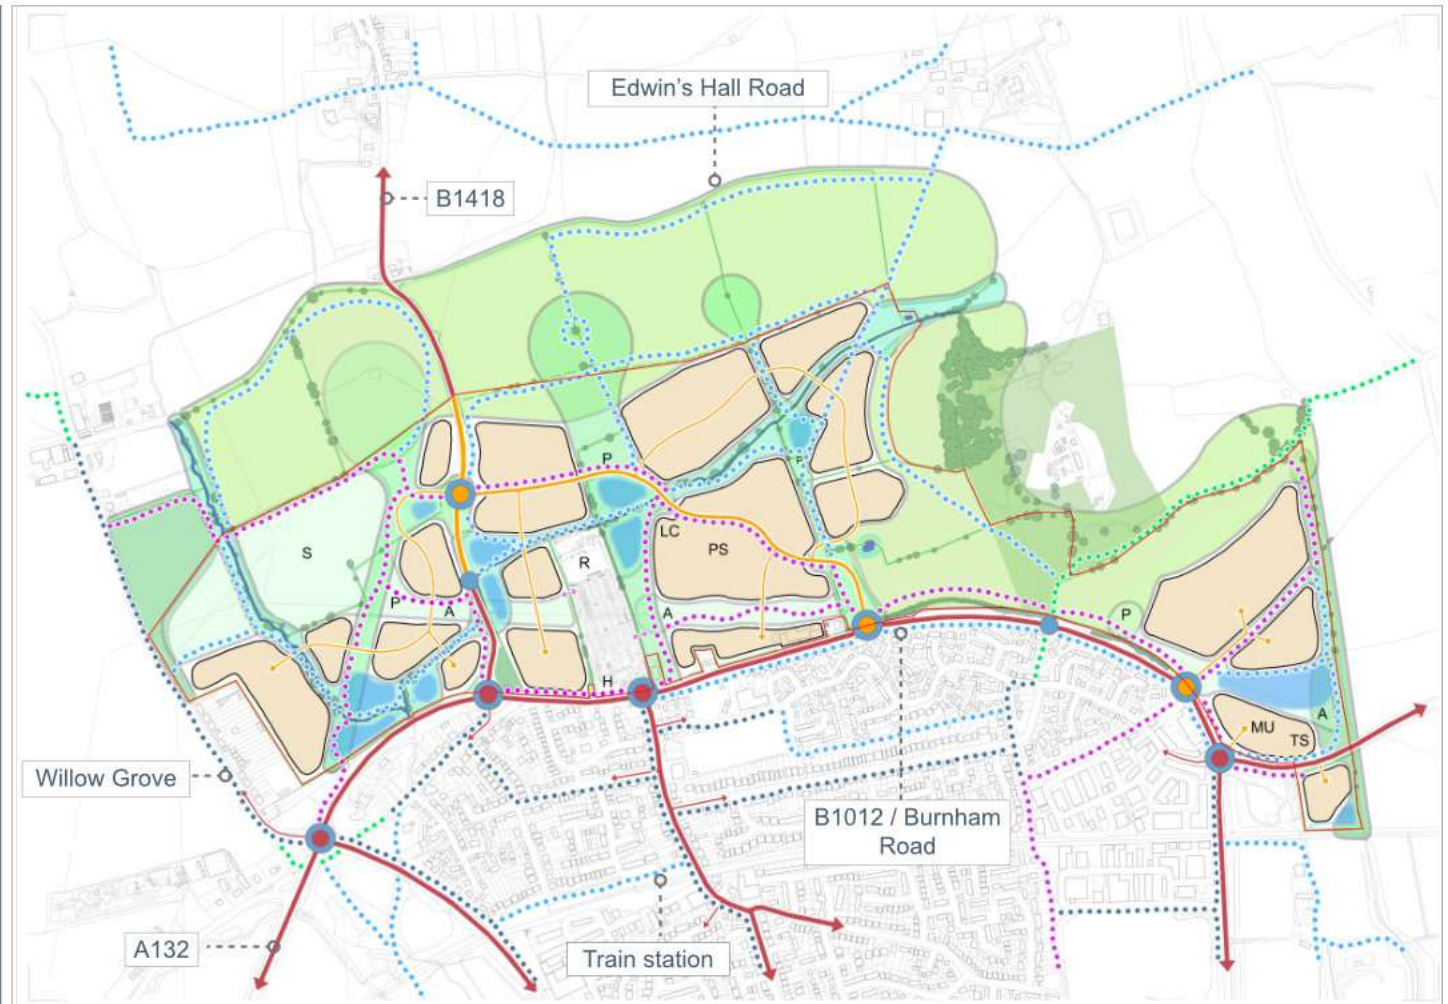 Edwin's Hall Road
B1418
P
LC
PS
S
R
P
A
A
P
H
MU
TS
A
Willow Grove
B1012 / Burnham
Road
A132
Train station